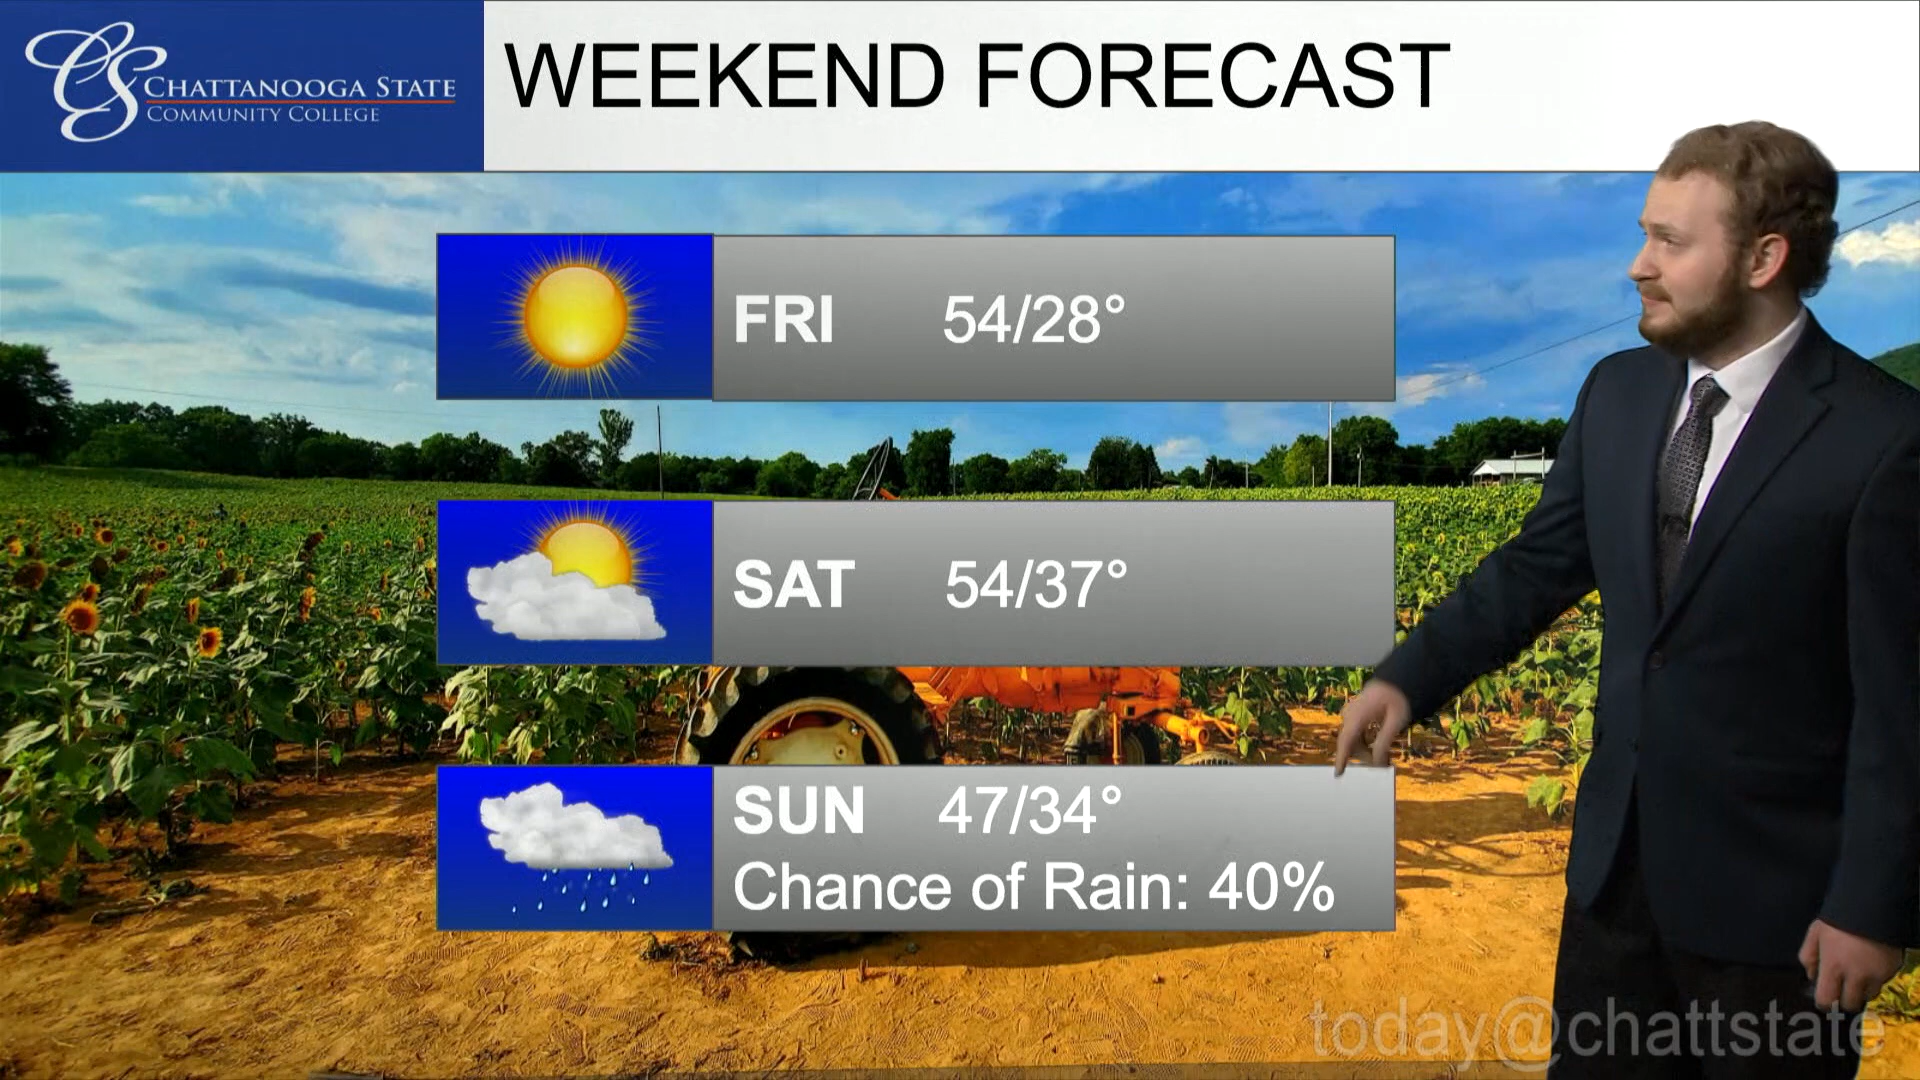 CS CHATTANOOGA STATE
COMMUNITY COLLEGE
WEEKEND FORECAST
FRI 54/28°
SAT 54/37°
SUN 47/34°
Chance of Rain: 40%
today@chattstate